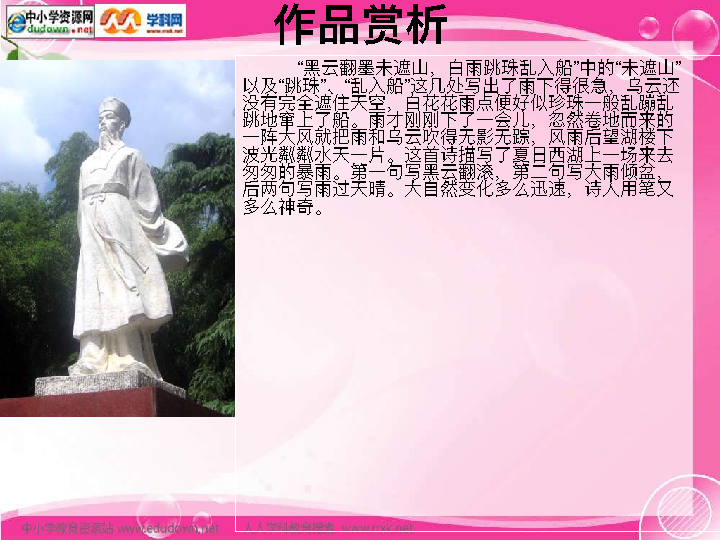 中小学资源网
edudown.net
学科网
www.nxk.net
作品赏析
“黑云翻墨未遮山，白雨跳珠乱入船”中的“未遮山”
以及“跳珠”、“乱入船”这几处写出了雨下得很急，乌云还
没有完全遮住天空，白花花雨点便好似珍珠一般乱蹦乱
跳地窜上了船。雨才刚刚下了一会儿，忽然卷地而来的
一阵大风就把雨和乌云吹得无影无踪，风雨后望湖楼下
波光粼粼水天一片。这首诗描写了夏日西湖上一场来去
匆匆的暴雨。第一句写黑云翻滚，第二句写大雨倾盆，
后两句写雨过天晴。大自然变化多么迅速，诗人用笔又
多么神奇。
中小学教育资源站 www.edudown.net
人人学科教育搜索 www.nxk.net